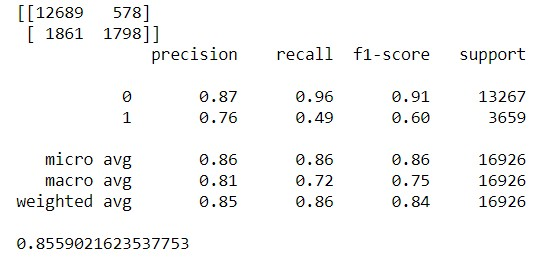 [[12689   578]
 [ 1861  1798]]
              precision    recall  f1-score   support

           0       0.87      0.96      0.91     13267
           1       0.76      0.49      0.60      3659

   micro avg       0.86      0.86      0.86     16926
   macro avg       0.81      0.72      0.75     16926
weighted avg       0.85      0.86      0.84     16926

0.8559021623537753